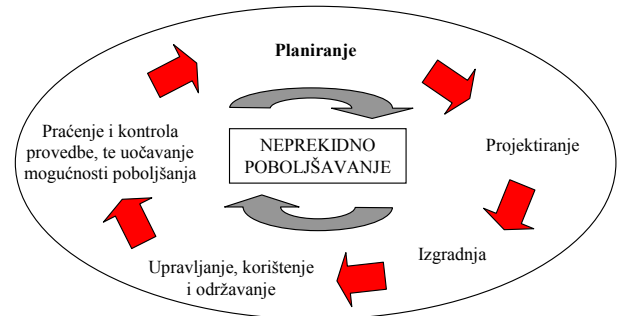 Planiranje
Praćenje i kontrola
provedbe, te uočavanje
mogućnosti poboljšanja
NEPREKIDNO
POBOLJŠAVANJE
Projektiranje
Izgradnja
Upravljanje, korištenje
i održavanje